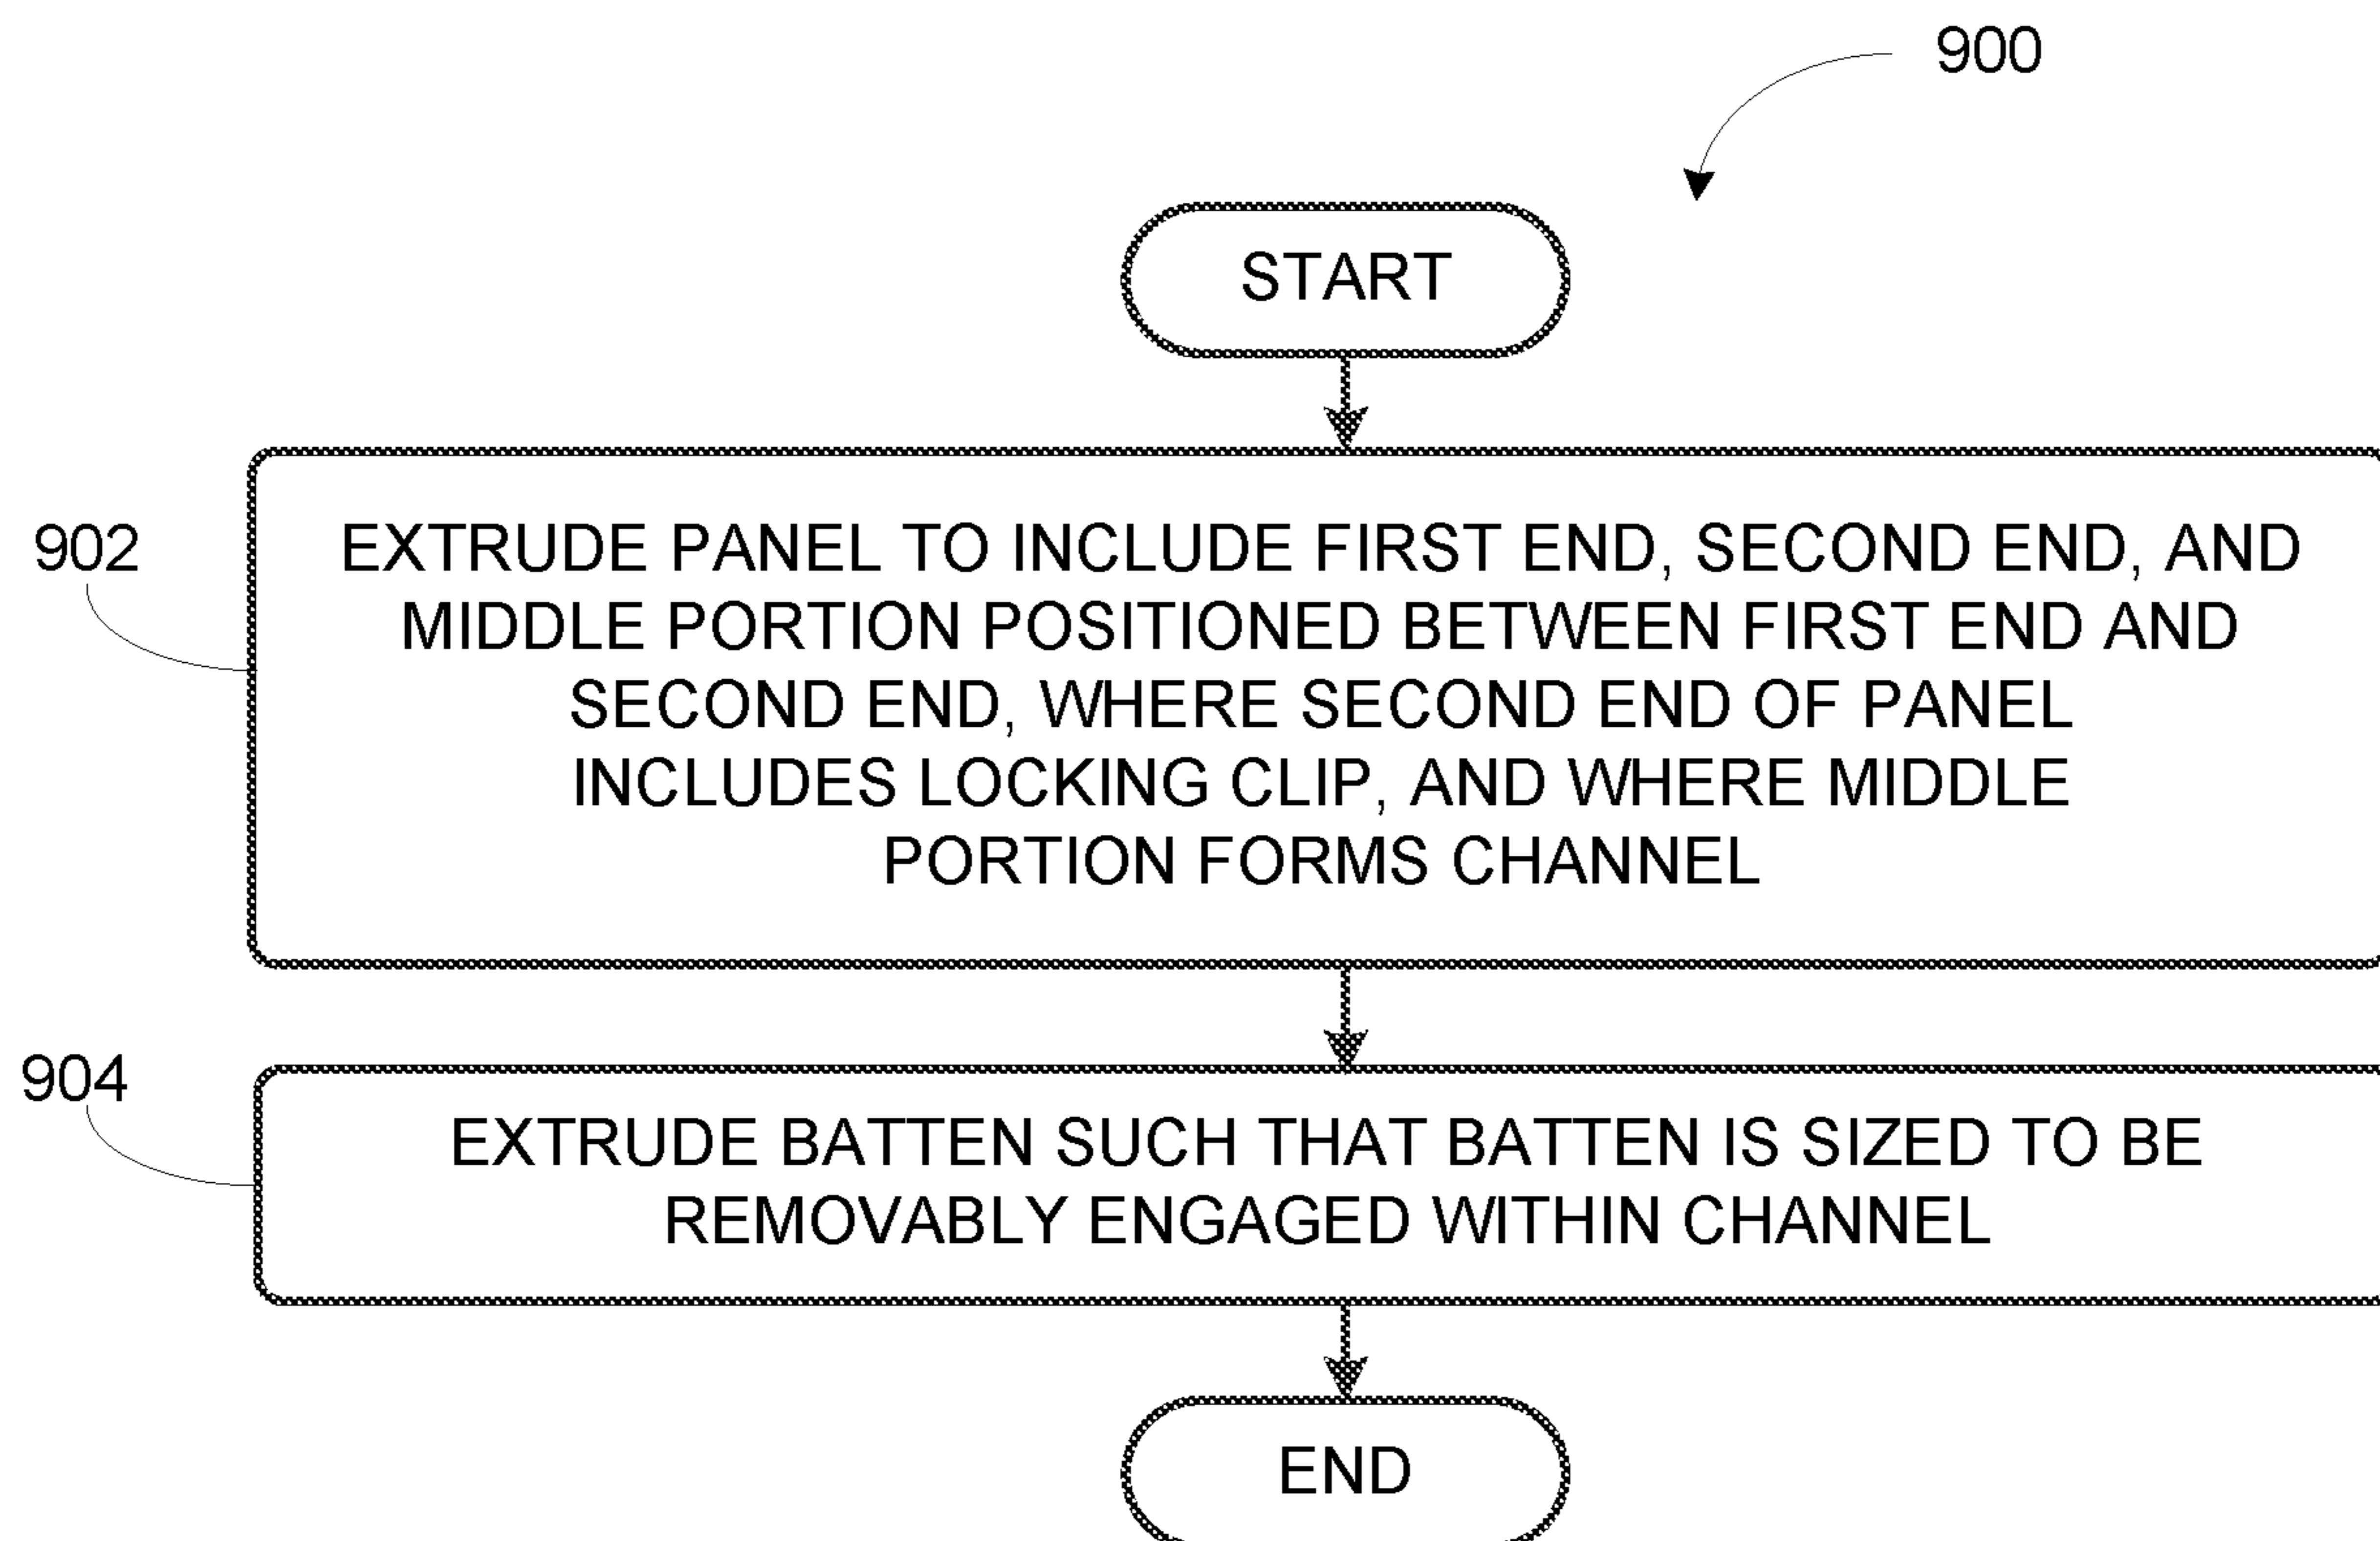 900
START
902
EXTRUDE PANEL TO INCLUDE FIRST END, SECOND END, AND
MIDDLE PORTION POSITIONED BETWEEN FIRST END AND
SECOND END, WHERE SECOND END OF PANEL
INCLUDES LOCKING CLIP, AND WHERE MIDDLE
PORTION FORMS CHANNEL
904
EXTRUDE BATTEN SUCH THAT BATTEN IS SIZED TO BE
REMOVABLY ENGAGED WITHIN CHANNEL
END